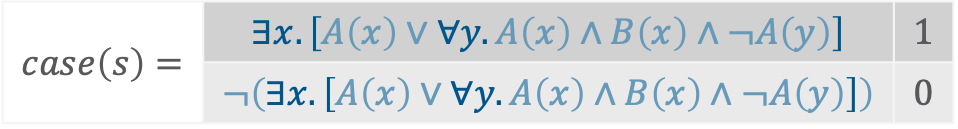 case(s) =
∃x. [A(x) ∨ ∀y. A(x) ∧ B(x) ∧ ¬A(y)] 1
¬(∃x. [A(x) ∨ ∀y. A(x) ∧ B(x) ∧ ¬A(y)]) 0